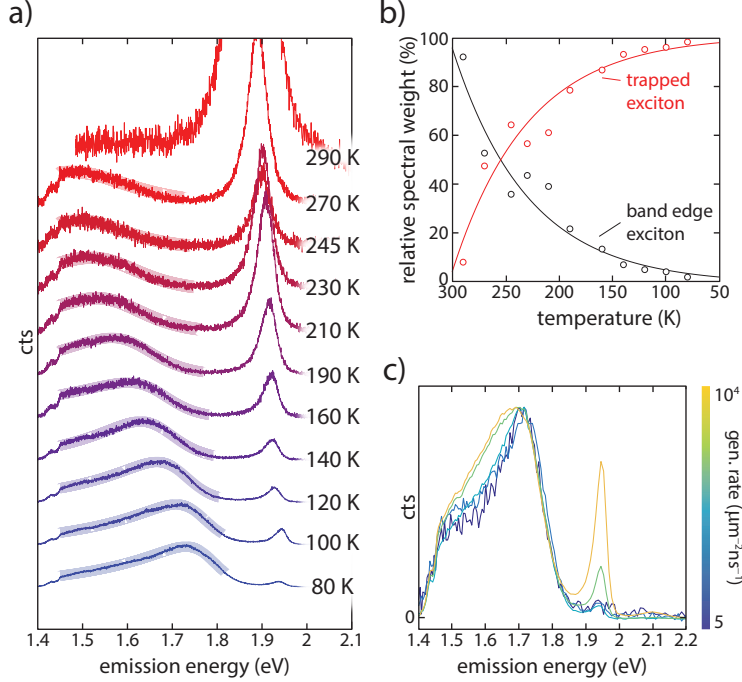 a)
290 K
270 K
245 K
230 K
210 K
190 K
160 K
140 K
120 K
100 K
80 K
cts
1.4 1.5 1.6 1.7 1.8 1.9 2.0 2.1
emission energy (eV)
b)
relative spectral weight (%)
100
80
60
40
20
0
trapped
exciton
band edge
exciton
300 250 200 150 100 50
temperature (K)
c)
cts
0
1.4 1.5 1.6 1.7 1.8 1.9 2.0 2.1 2.2
emission energy (eV)
10⁴
gen. rate (μm⁻²ns⁻¹)
5